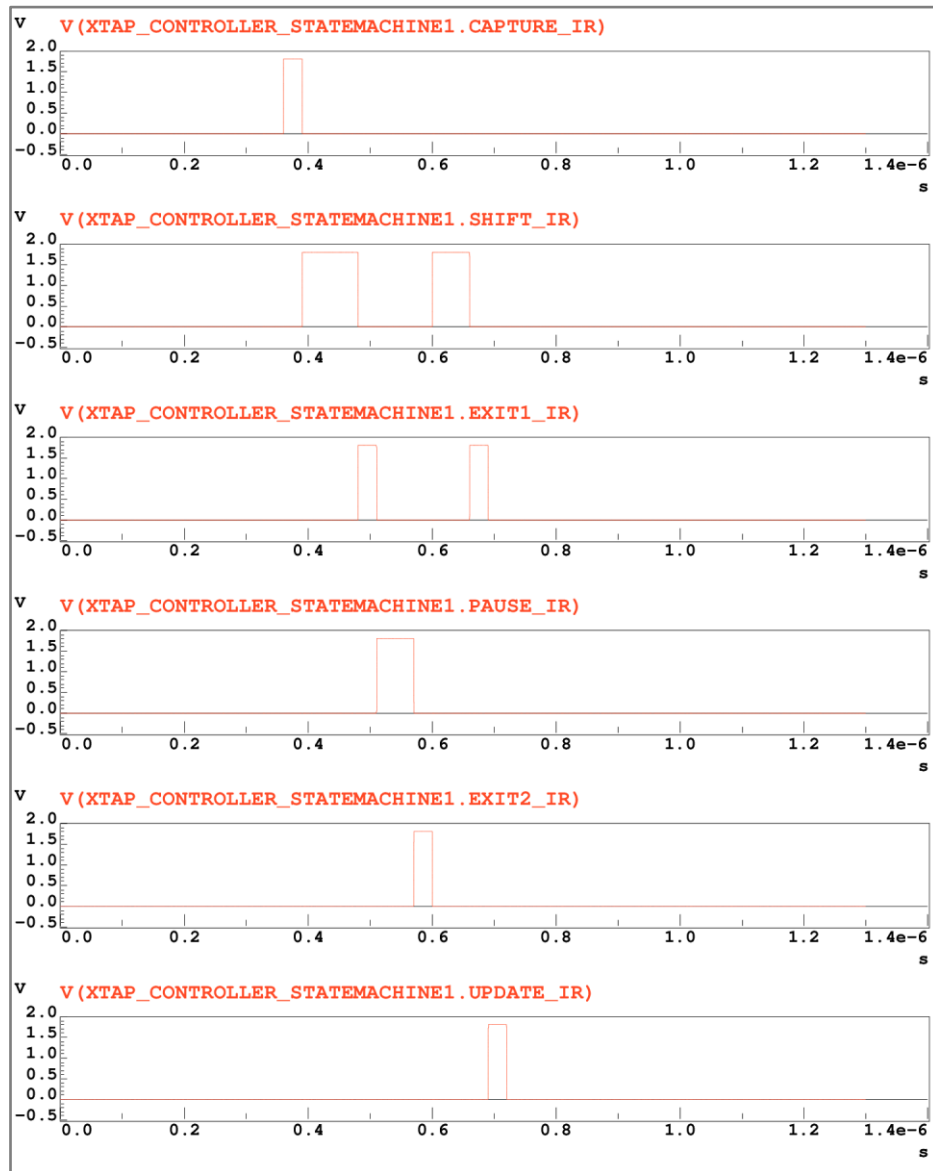 V V(XTAP_CONTROLLER_STATEMACHINE1.CAPTURE_IR)
2.0
1.5
1.0
0.5
0.0
-0.5
0.0 0.2 0.4 0.6 0.8 1.0 1.2 1.4e-6
s
V V(XTAP_CONTROLLER_STATEMACHINE1.SHIFT_IR)
2.0
1.5
1.0
0.5
0.0
-0.5
0.0 0.2 0.4 0.6 0.8 1.0 1.2 1.4e-6
s
V V(XTAP_CONTROLLER_STATEMACHINE1.EXIT1_IR)
2.0
1.5
1.0
0.5
0.0
-0.5
0.0 0.2 0.4 0.6 0.8 1.0 1.2 1.4e-6
s
V V(XTAP_CONTROLLER_STATEMACHINE1.PAUSE_IR)
2.0
1.5
1.0
0.5
0.0
-0.5
0.0 0.2 0.4 0.6 0.8 1.0 1.2 1.4e-6
s
V V(XTAP_CONTROLLER_STATEMACHINE1.EXIT2_IR)
2.0
1.5
1.0
0.5
0.0
-0.5
0.0 0.2 0.4 0.6 0.8 1.0 1.2 1.4e-6
s
V V(XTAP_CONTROLLER_STATEMACHINE1.UPDATE_IR)
2.0
1.5
1.0
0.5
0.0
-0.5
0.0 0.2 0.4 0.6 0.8 1.0 1.2 1.4e-6
s